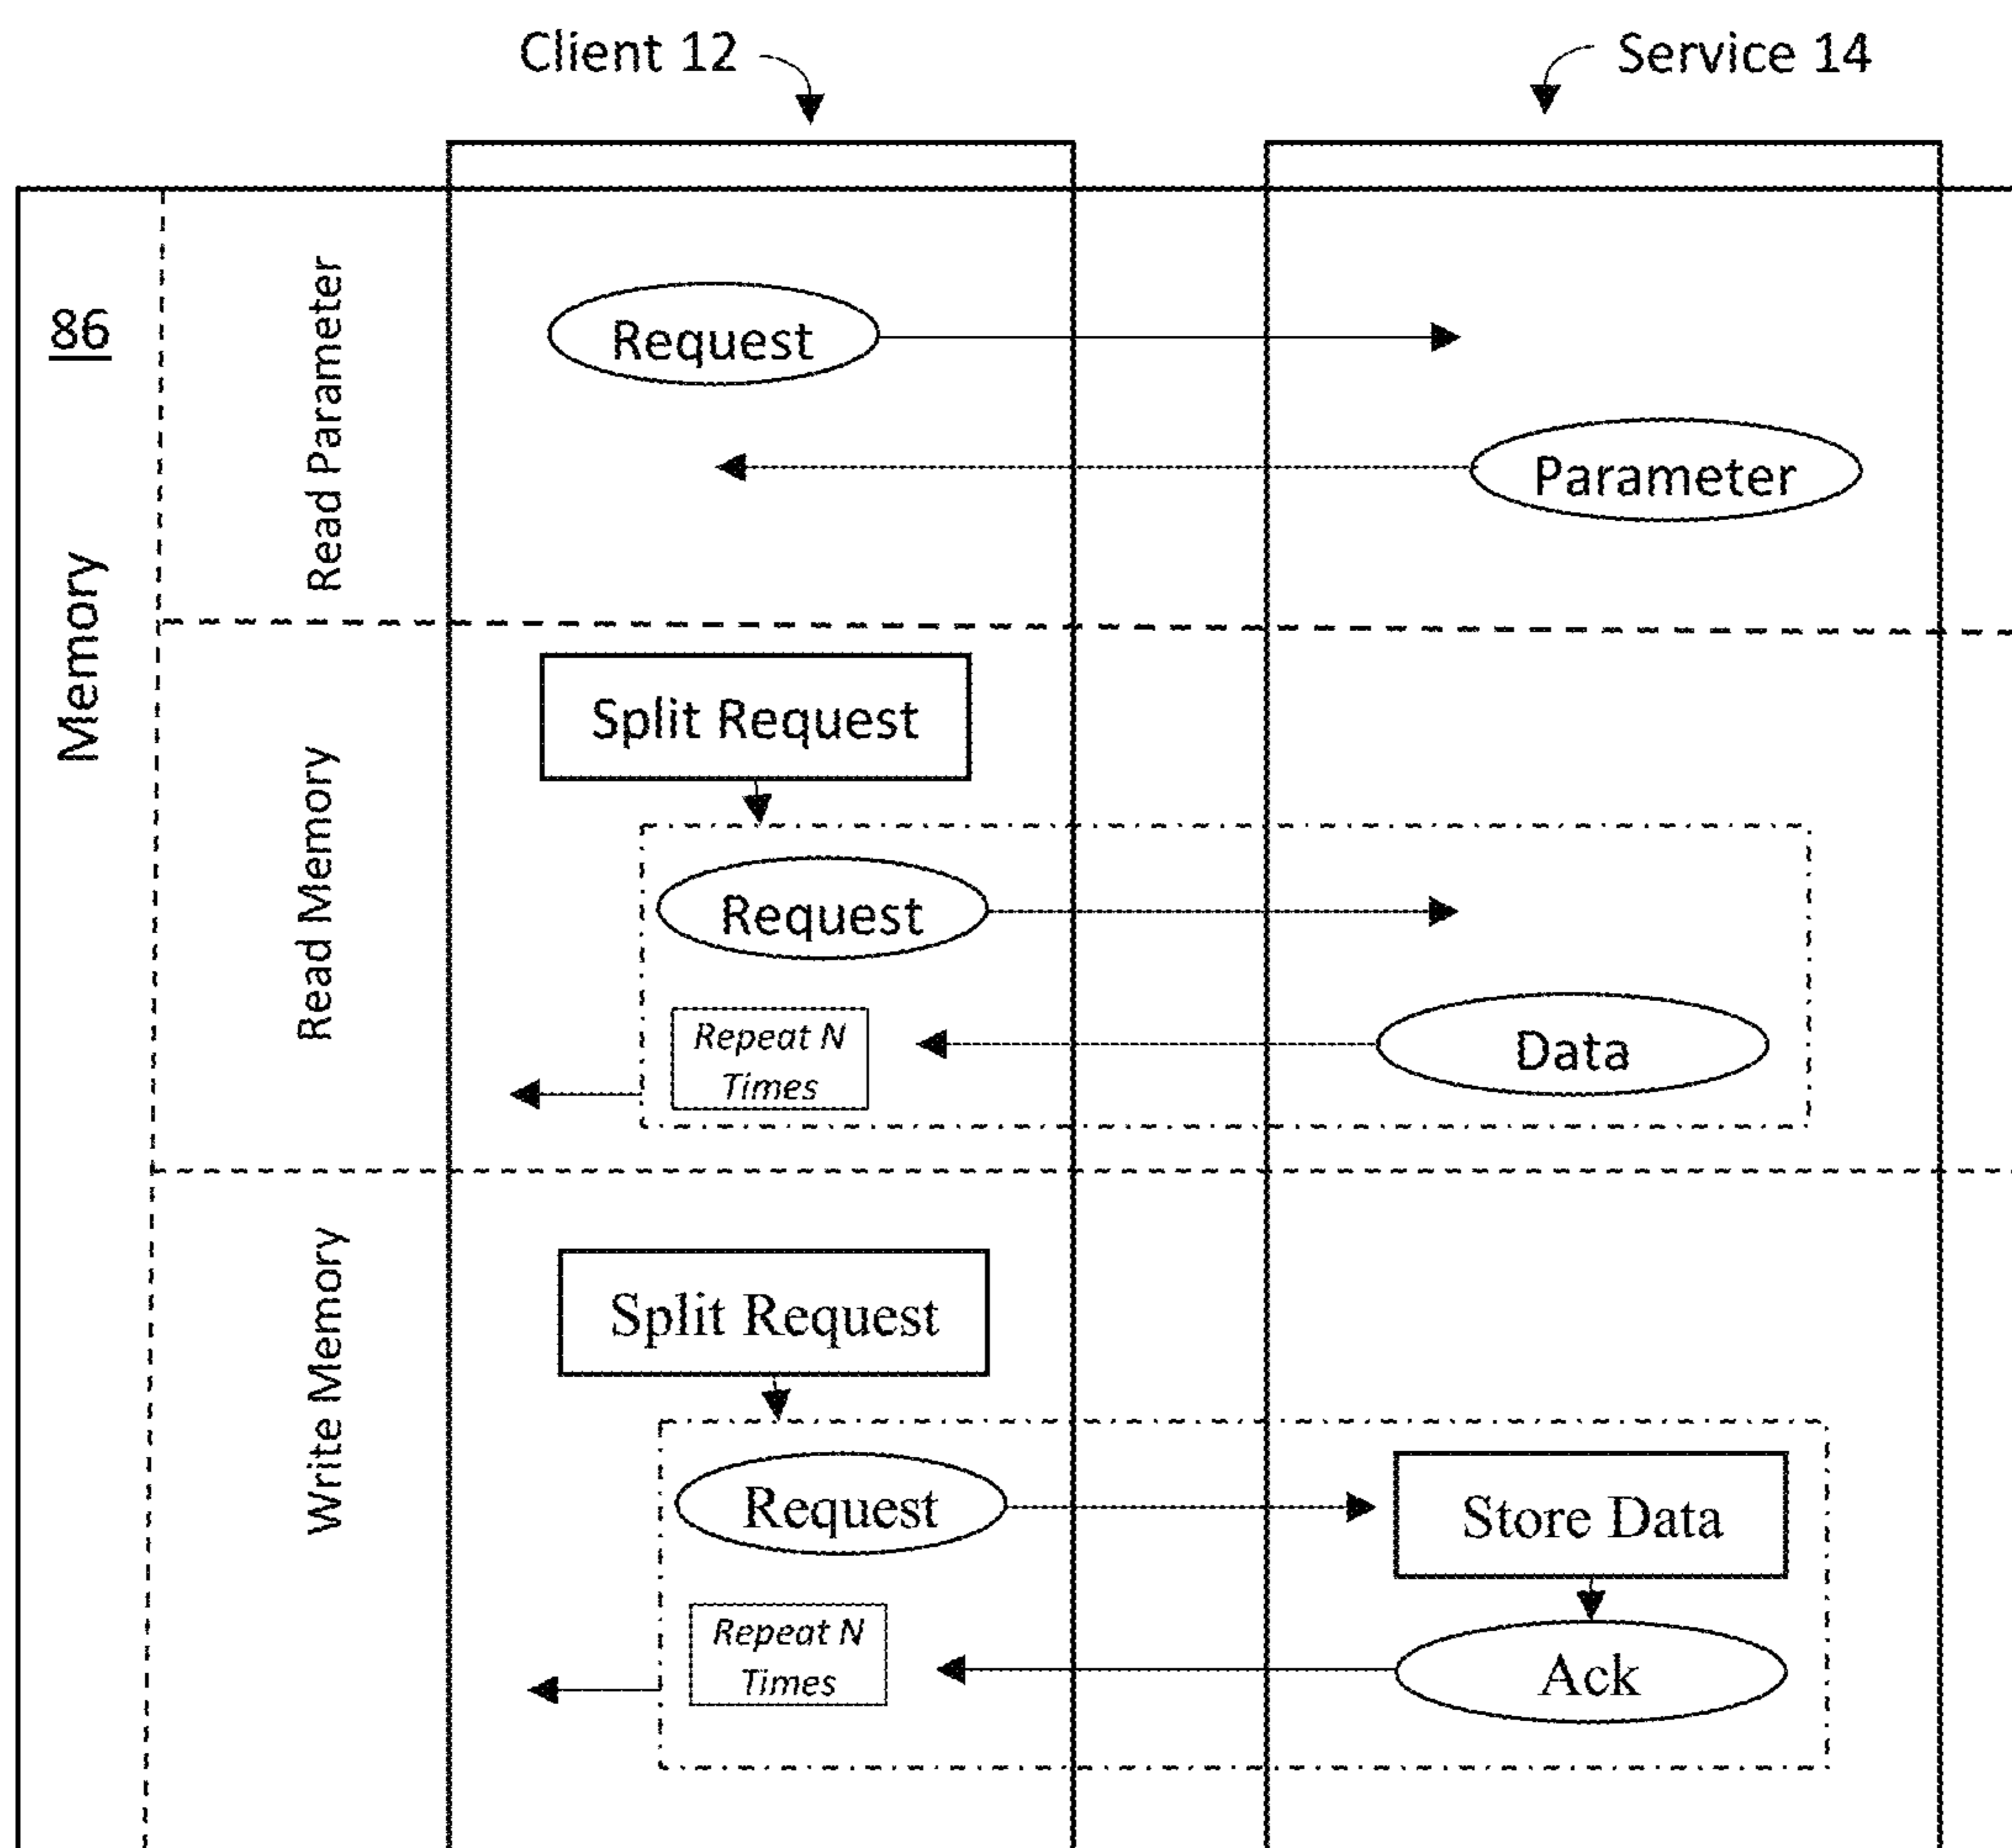 Client 12
Service 14
86
Memory
Read Parameter
Request
Parameter
Read Memory
Split Request
Request
Data
Repeat N
Times
Write Memory
Split Request
Request
Store Data
Repeat N
Times
Ack